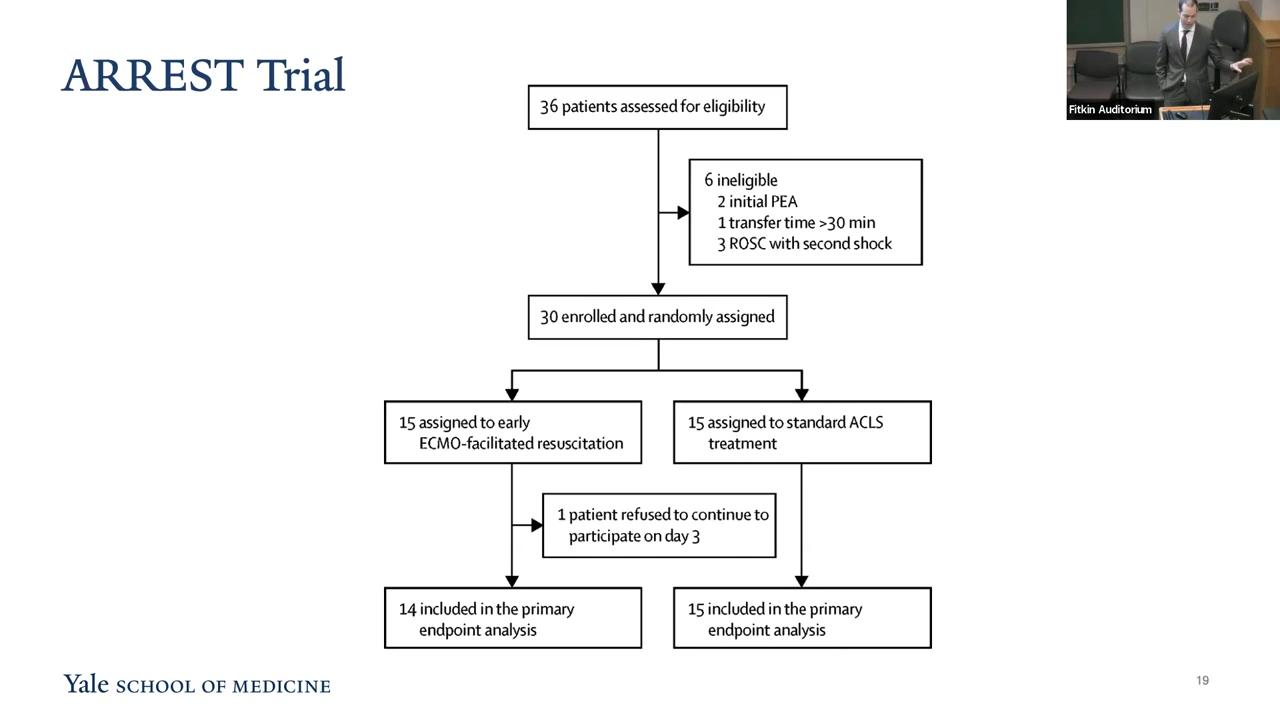 ARREST Trial
Fitkin Auditorium
36 patients assessed for eligibility
6 ineligible
2 initial PEA
1 transfer time >30 min
3 ROSC with second shock
30 enrolled and randomly assigned
15 assigned to early
ECMO-facilitated resuscitation
15 assigned to standard ACLS
treatment
1 patient refused to continue to
participate on day 3
14 included in the primary
endpoint analysis
15 included in the primary
endpoint analysis
Yale SCHOOL OF MEDICINE
19